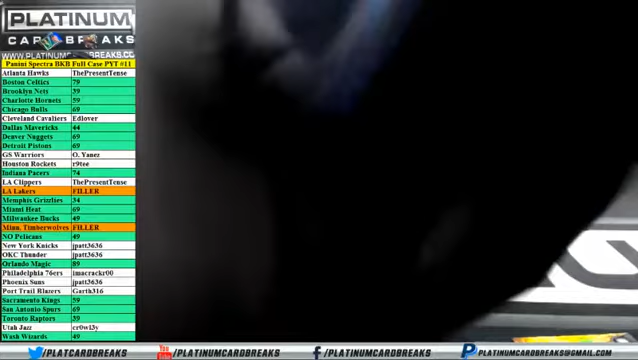 PLATINUM
CARDBREAKS
WWW.PLATINUMCARDBREAKS.CO
Panini Spectra BKB Full Case PYT #11
Atlanta Hawks ThePresentTense
Boston Celtics 79
Brooklyn Nets 39
Charlotte Hornets 59
Chicago Bulls 69
Cleveland Cavaliers Edlover
Dallas Mavericks 44
Denver Nuggets 69
Detroit Pistons 69
GS Warriors O. Yanez
Houston Rockets r9tee
Indiana Pacers 74
LA Clippers ThePresentTense
LA Lakers FILLER
Memphis Grizzlies 34
Miami Heat 69
Milwaukee Bucks 49
Minn. Timberwolves FILLER
NO Pelicans 49
New York Knicks jpatt3636
OKC Thunder jpatt3636
Orlando Magic 89
Philadelphia 76ers imacrackr00
Phoenix Suns jpatt3636
Port Trail Blazers Garth316
Sacramento Kings 59
San Antonio Spurs 69
Toronto Raptors 39
Utah Jazz cr0wl3y
Wash Wizards 49
/PLATCARDBREAKS
You Tube /PLATINUMCARDBREAKS
/PLATINUMCARDBREAKS
PLATINUMCARDBREAKS@GMAIL.COM